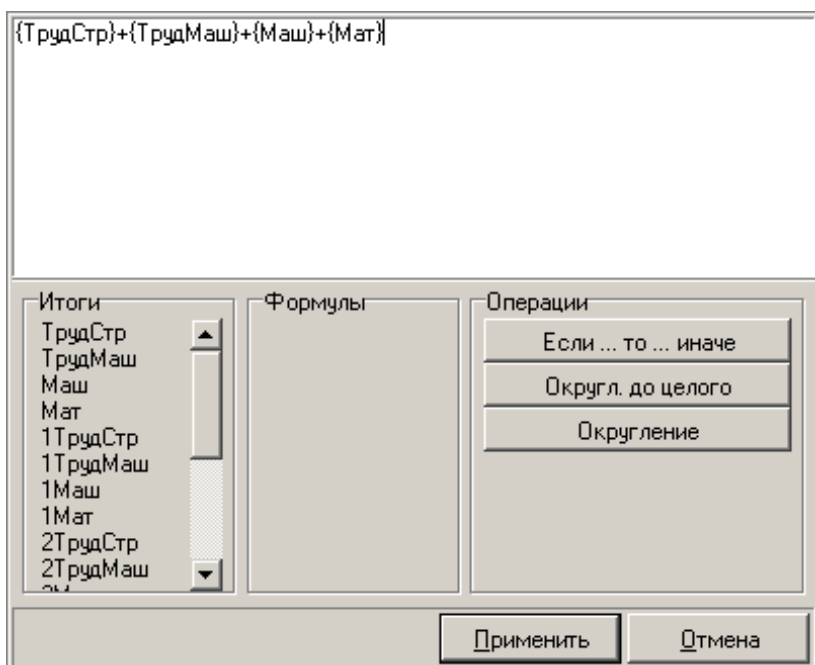 {ТрудСтр}+{ТрудМаш}+{Маш}+{Мат}
Итоги
ТрудСтр
ТрудМаш
Маш
Мат
1ТрудСтр
1ТрудМаш
1Маш
1Мат
2ТрудСтр
2ТрудМаш
Формулы
Операции
Если ... то ... иначе
Округл. до целого
Округление
Применить
Отмена